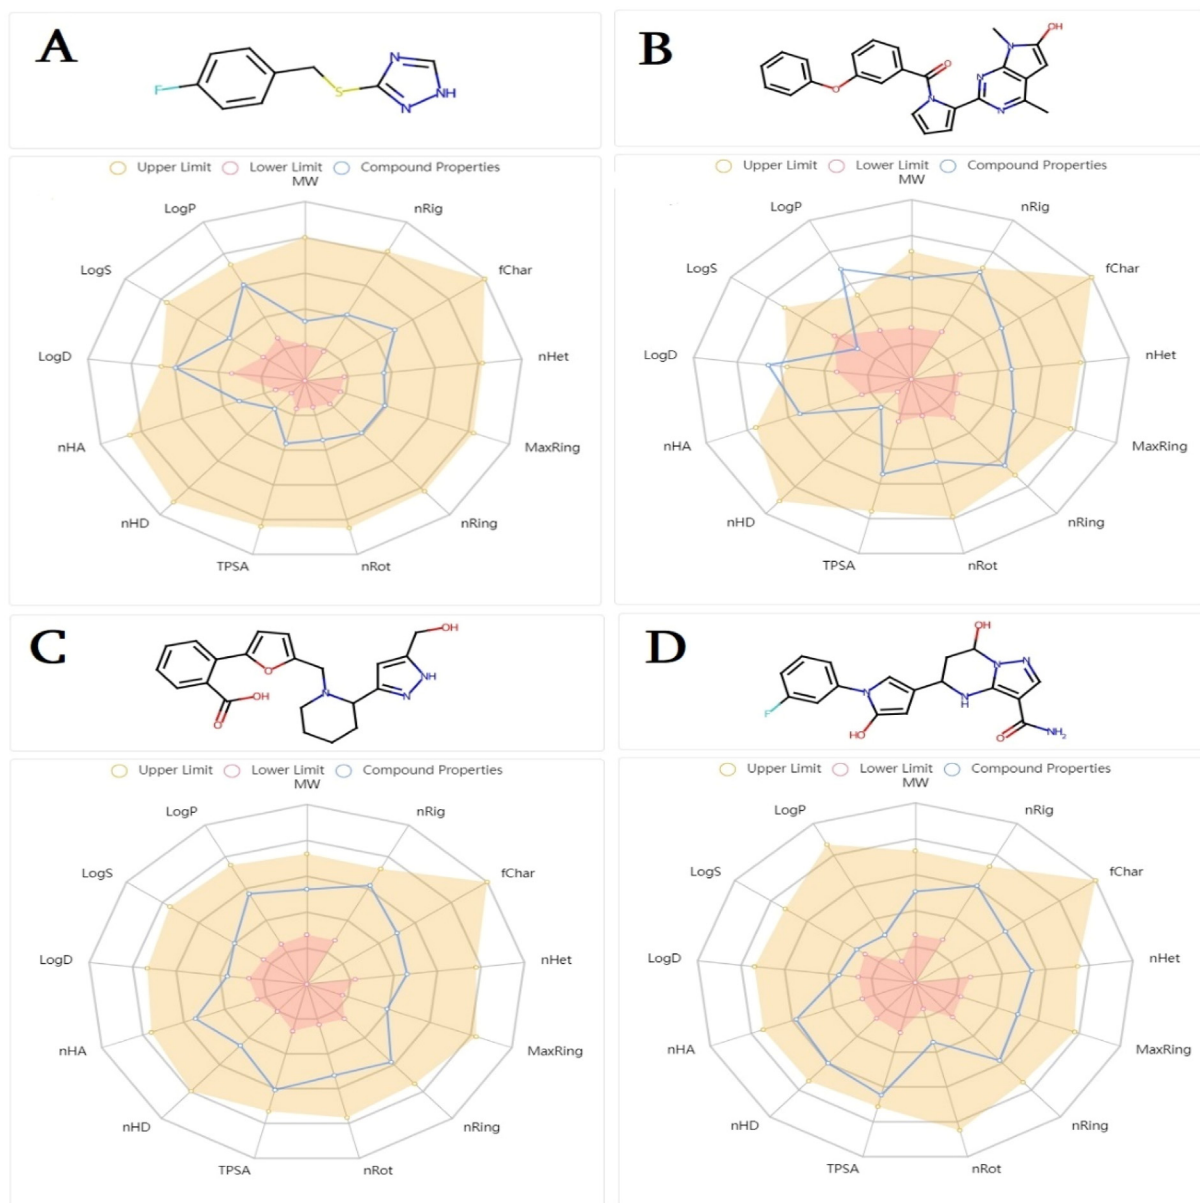 A
F
S
N
N
NH
B
O
O
N
N
N
N
OH
Upper Limit Lower Limit Compound Properties
MW
nRig
fChar
nHet
MaxRing
nRing
nRot
TPSA
nHD
nHA
LogD
LogS
LogP
Upper Limit Lower Limit Compound Properties
MW
nRig
fChar
nHet
MaxRing
nRing
nRot
TPSA
nHD
nHA
LogD
LogS
LogP
C
O
OH
O
N
N
NH
OH
D
F
HO
N
N
H
N
N
OH
O
NH₂
Upper Limit Lower Limit Compound Properties
MW
nRig
fChar
nHet
MaxRing
nRing
nRot
TPSA
nHD
nHA
LogD
LogS
LogP
Upper Limit Lower Limit Compound Properties
MW
nRig
fChar
nHet
MaxRing
nRing
nRot
TPSA
nHD
nHA
LogD
LogS
LogP